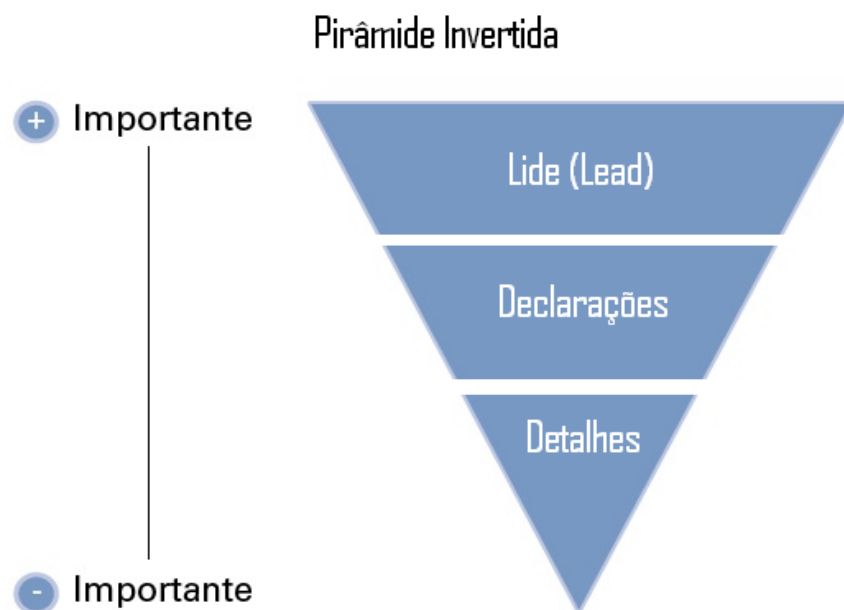 Pirâmide Invertida
+ Importante
Lide (Lead)
Declarações
Detalhes
- Importante